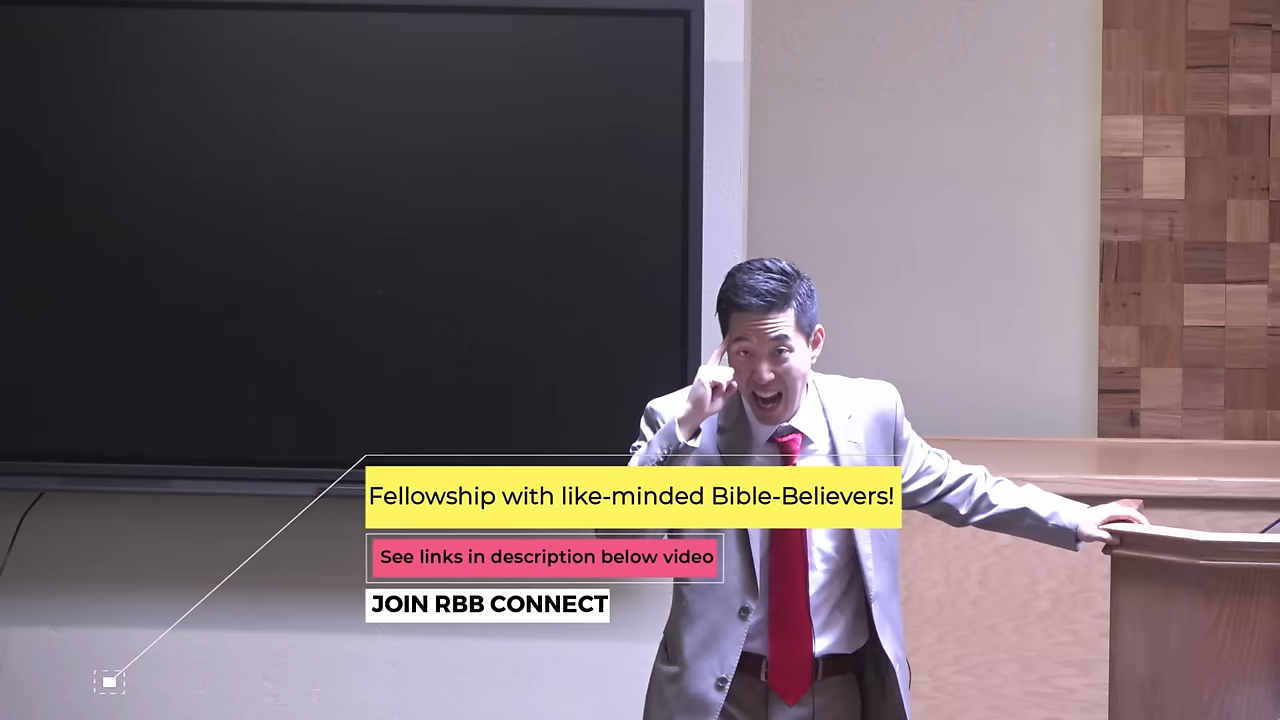 Fellowship with like-minded Bible-Believers!
See links in description below video
JOIN RBB CONNECT